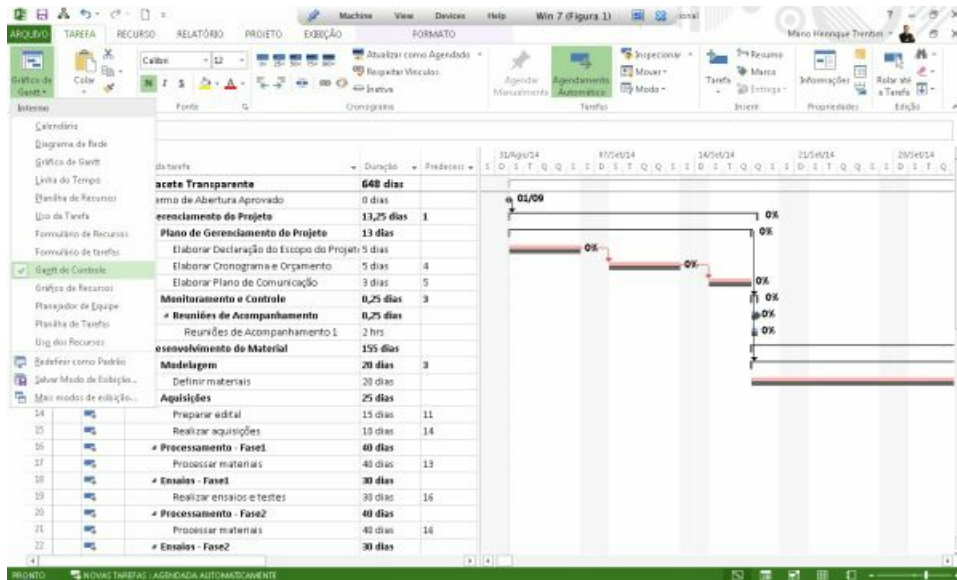 Machine View Devices Help Win 7 (Figura 1)
ARQUIVO TAREFA RECURSO RELATÓRIO PROJETO EXIBIÇÃO FORMATO Mario Henrique Trentim
Gráfico de Gantt
Colar
Calibri 12
N I S
Fonte
Atualizar como Agendado
Respeitar Vínculos
Inativa
Cronograma
Agendar Manualmente
Agendamento Automático
Inspecionar
Mover
Modo
Tarefas
Tarefa
Resumo
Marco
Entrega
Inserir
Informações
Propriedades
Rolar até a Tarefa
Edição
Interno
Calendário
Diagrama de Rede
Gráfico de Gantt
Linha do Tempo
Planilha de Recursos
Uso da Tarefa
Formulário de Recursos
Formulário de tarefas
Gantt de Controle
Gráfico de Recursos
Planejador de Equipe
Planilha de Tarefas
Uso dos Recursos
Redefinir como Padrão
Salvar Modo de Exibição...
Mais modos de exibição...
da tarefa Duração Predecess
31/Ago/14 07/Set/14 14/Set/14 21/Set/14 28/Set/14
S D S T Q Q S S D S T Q Q S S D S T Q Q S S D S T Q Q S S D S T Q
acete Transparente 648 dias
ermo de Abertura Aprovado 0 dias 01/09
erenciamento do Projeto 13,25 dias 1 0%
Plano de Gerenciamento do Projeto 13 dias 0%
Elaborar Declaração do Escopo do Projeto 5 dias 0%
Elaborar Cronograma e Orçamento 5 dias 4 0%
Elaborar Plano de Comunicação 3 dias 5 0%
Monitoramento e Controle 0,25 dias 3 0%
Reuniões de Acompanhamento 0,25 dias 0%
Reuniões de Acompanhamento 1 2 hrs 0%
esenvolvimento do Material 155 dias
Modelagem 20 dias 3
Definir materiais 20 dias
Aquisições 25 dias
14 Preparar edital 15 dias 11
15 Realizar aquisições 10 dias 14
16 Processamento - Fase1 40 dias
17 Processar materiais 40 dias 13
18 Ensaios - Fase1 30 dias
19 Realizar ensaios e testes 30 dias 16
20 Processamento - Fase2 40 dias
21 Processar materiais 40 dias 16
22 Ensaios - Fase2 30 dias
PRONTO NOVAS TAREFAS : AGENDADA AUTOMATICAMENTE